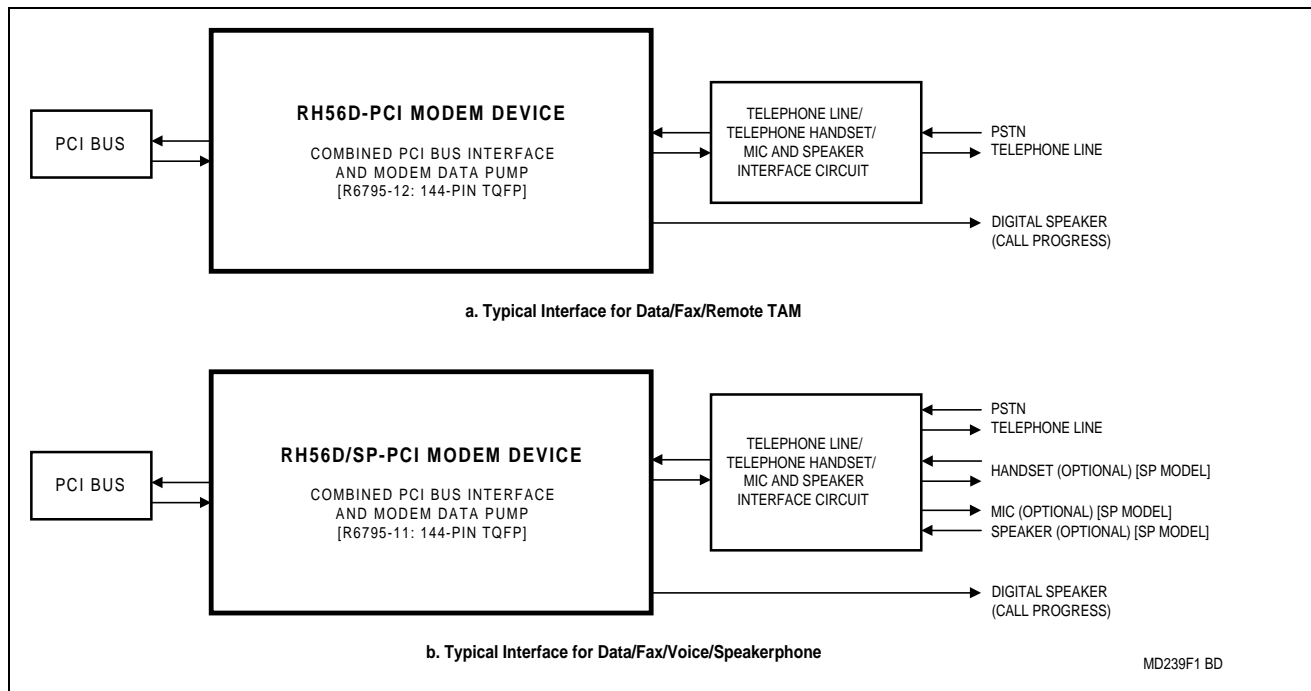 PCI BUS
RH56D-PCI MODEM DEVICE
COMBINED PCI BUS INTERFACE
AND MODEM DATA PUMP
[R6795-12: 144-PIN TQFP]
TELEPHONE LINE/
TELEPHONE HANDSET/
MIC AND SPEAKER
INTERFACE CIRCUIT
PSTN
TELEPHONE LINE
DIGITAL SPEAKER
(CALL PROGRESS)
a. Typical Interface for Data/Fax/Remote TAM
PCI BUS
RH56D/SP-PCI MODEM DEVICE
COMBINED PCI BUS INTERFACE
AND MODEM DATA PUMP
[R6795-11: 144-PIN TQFP]
TELEPHONE LINE/
TELEPHONE HANDSET/
MIC AND SPEAKER
INTERFACE CIRCUIT
PSTN
TELEPHONE LINE
HANDSET (OPTIONAL) [SP MODEL]
MIC (OPTIONAL) [SP MODEL]
SPEAKER (OPTIONAL) [SP MODEL]
DIGITAL SPEAKER
(CALL PROGRESS)
b. Typical Interface for Data/Fax/Voice/Speakerphone
MD239F1 BD